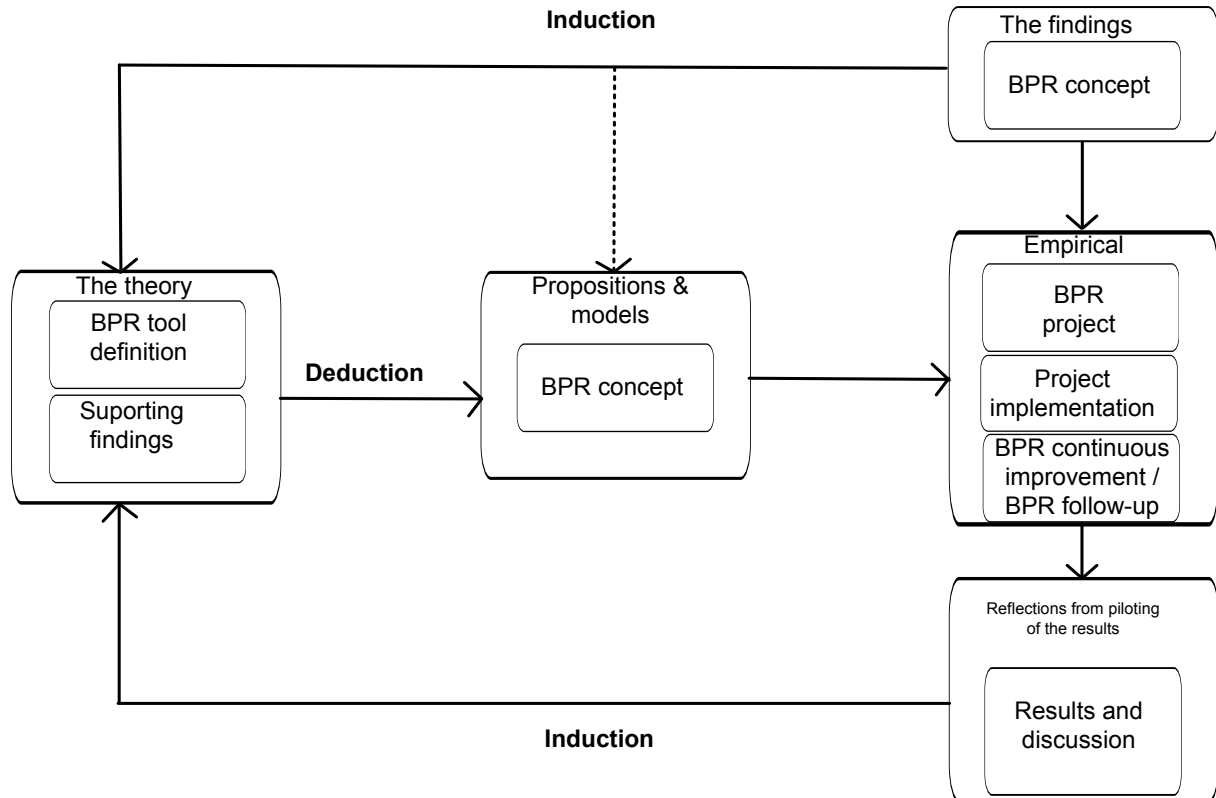 Induction
The findings
BPR concept
The theory
BPR tool
definition
Suporting
findings
Deduction
Propositions &
models
BPR concept
Empirical
BPR
project
Project
implementation
BPR continuous
improvement /
BPR follow-up
Reflections from piloting
of the results
Results and
discussion
Induction